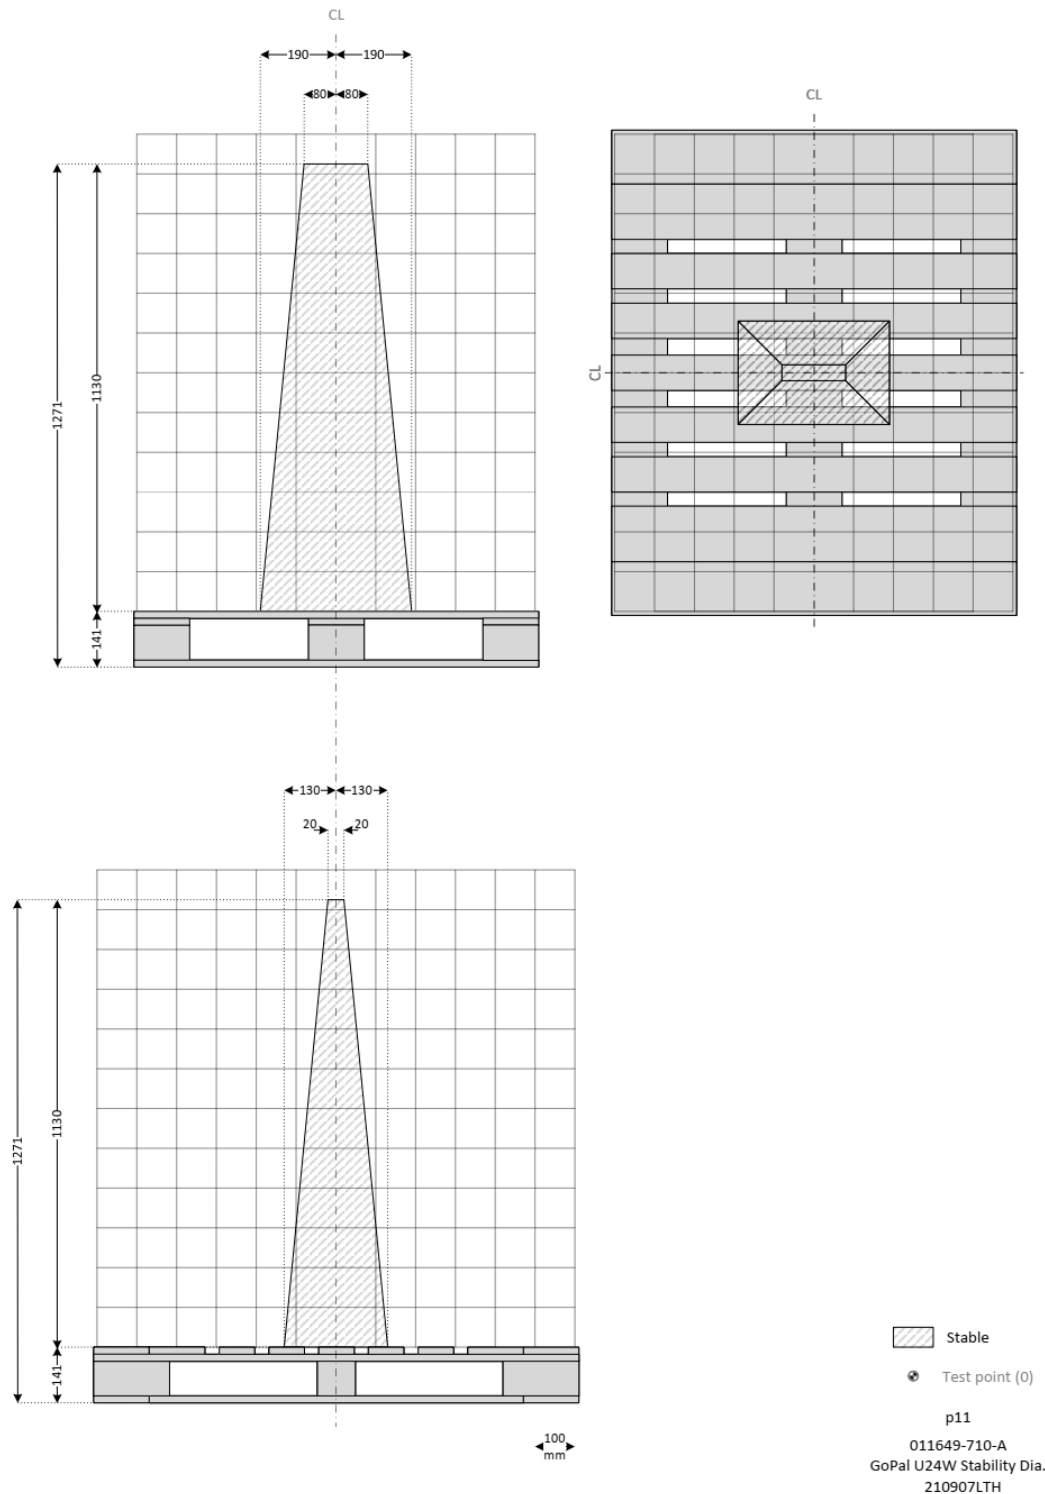 CL
190 190
80 80
1271
1130
141
CL
CL
130 130
20 20
1271
1130
141
100
mm
Stable
Test point (0)
p11
011649-710-A
GoPal U24W Stability Dia.
210907LTH